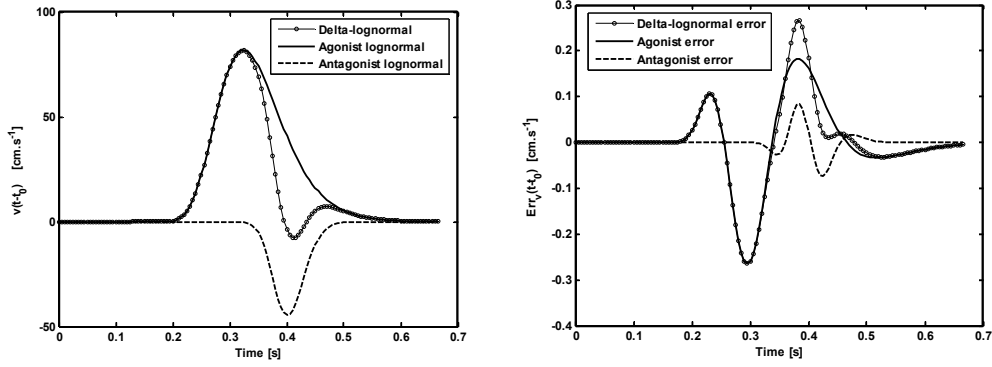 100
50
0
-50
v(t-t0) [cm.s-1]
Delta-lognormal
Agonist lognormal
Antagonist lognormal
0 0.1 0.2 0.3 0.4 0.5 0.6 0.7
Time [s]
0.3
0.2
0.1
0
-0.1
-0.2
-0.3
-0.4
Errv(t-t0) [cm.s-1]
Delta-lognormal error
Agonist error
Antagonist error
0 0.1 0.2 0.3 0.4 0.5 0.6 0.7
Time [s]